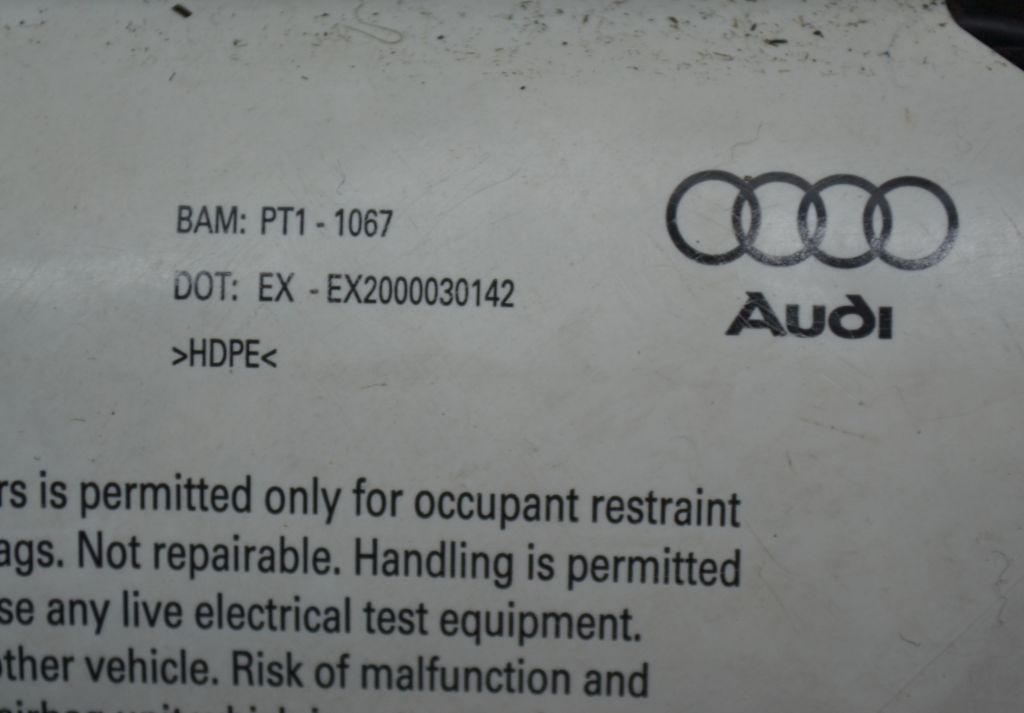 BAM: PT1 - 1067
DOT: EX - EX2000030142
>HDPE<
Audi
rs is permitted only for occupant restraint
ags. Not repairable. Handling is permitted
se any live electrical test equipment.
other vehicle. Risk of malfunction and